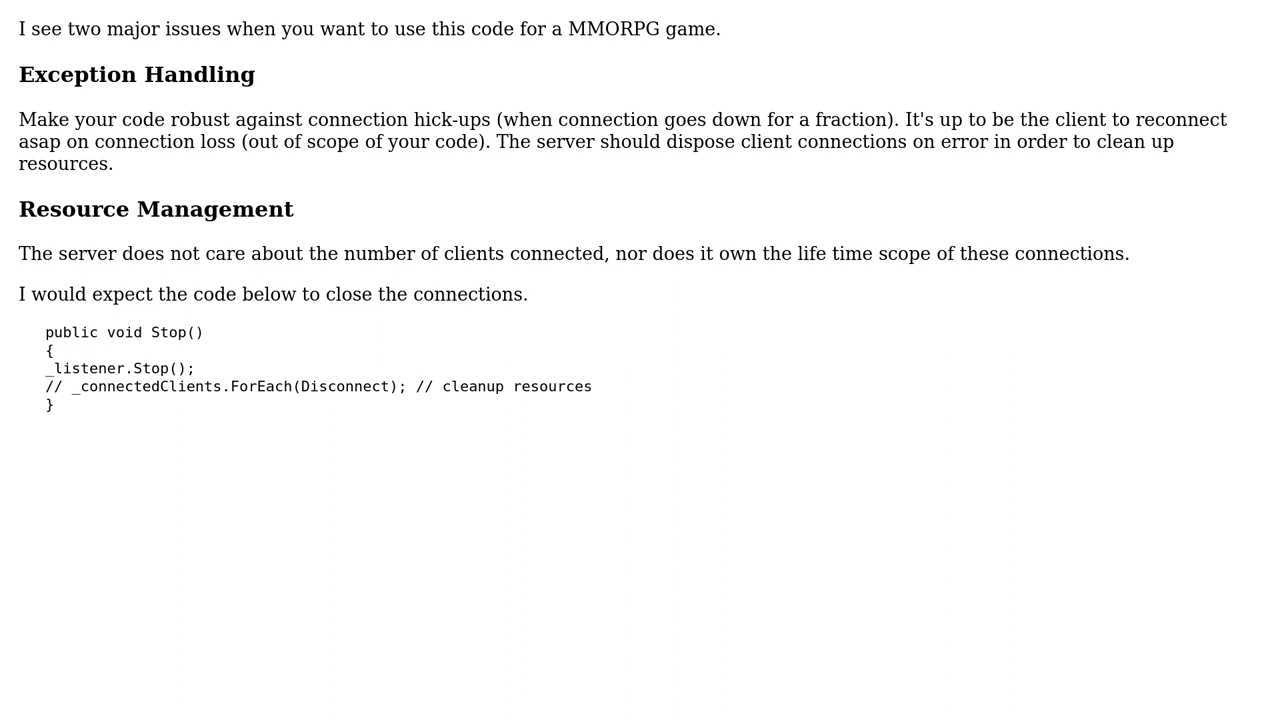 I see two major issues when you want to use this code for a MMORPG game.
Exception Handling
Make your code robust against connection hick-ups (when connection goes down for a fraction). It's up to be the client to reconnect
asap on connection loss (out of scope of your code). The server should dispose client connections on error in order to clean up
resources.
Resource Management
The server does not care about the number of clients connected, nor does it own the life time scope of these connections.
I would expect the code below to close the connections.
public void Stop()
{
_listener.Stop();
// _connectedClients.ForEach(Disconnect); // cleanup resources
}